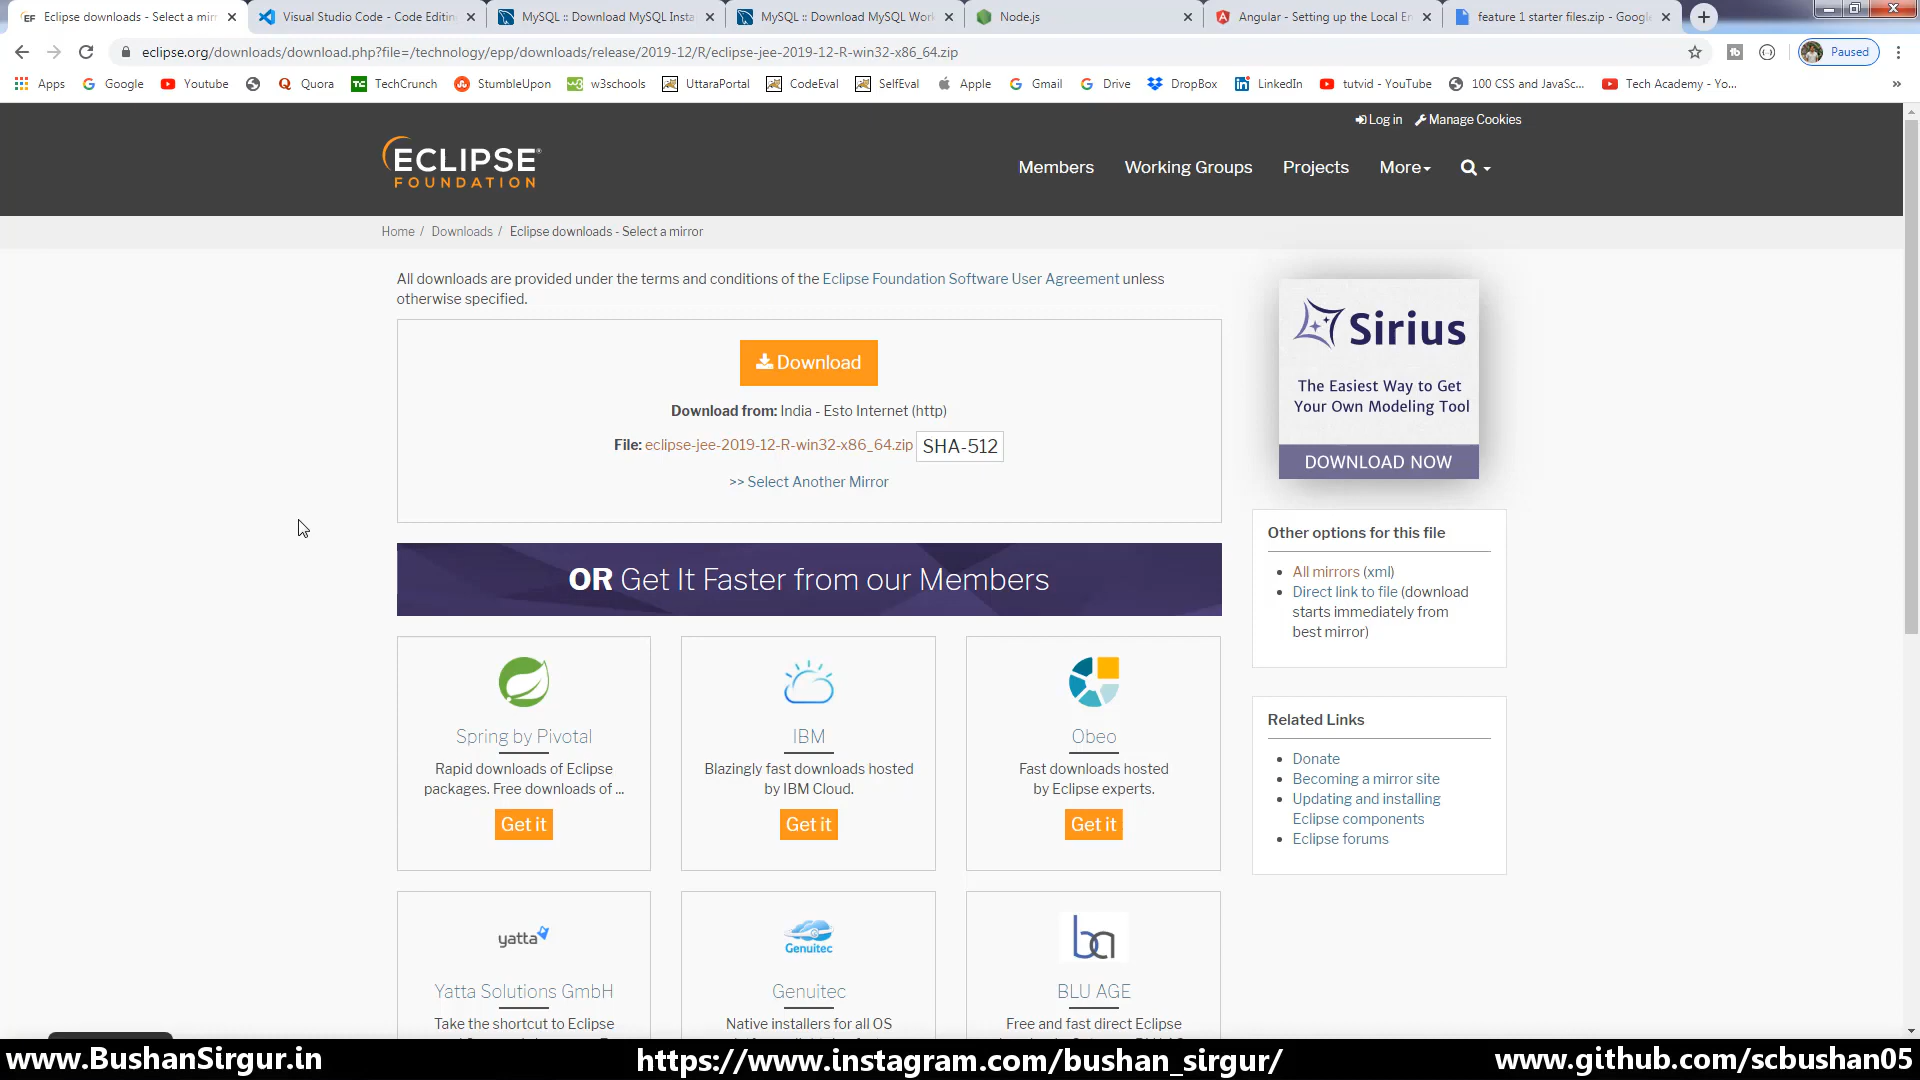 Eclipse downloads - Select a mirr
Visual Studio Code - Code Editin
MySQL :: Download MySQL Insta
MySQL :: Download MySQL Work
Node.js
Angular - Setting up the Local En
feature 1 starter files.zip - Google
eclipse.org/downloads/download.php?file=/technology/epp/downloads/release/2019-12/R/eclipse-jee-2019-12-R-win32-x86_64.zip
Paused
Apps
Google
Youtube
Quora
TechCrunch
StumbleUpon
w3schools
UttaraPortal
CodeEval
SelfEval
Apple
Gmail
Drive
DropBox
LinkedIn
tutvid - YouTube
100 CSS and JavaSc...
Tech Academy - Yo...
»
Log in
Manage Cookies
ECLIPSE®
FOUNDATION
Members
Working Groups
Projects
More
Home / Downloads / Eclipse downloads - Select a mirror
All downloads are provided under the terms and conditions of the Eclipse Foundation Software User Agreement unless
otherwise specified.
Download
Download from: India - Esto Internet (http)
File: eclipse-jee-2019-12-R-win32-x86_64.zip SHA-512
>> Select Another Mirror
OR Get It Faster from our Members
Spring by Pivotal
Rapid downloads of Eclipse
packages. Free downloads of ...
Get it
IBM
Blazingly fast downloads hosted
by IBM Cloud.
Get it
Obeo
Fast downloads hosted
by Eclipse experts.
Get it
yatta
Yatta Solutions GmbH
Take the shortcut to Eclipse
Genuitec
Genuitec
Native installers for all OS
ba
BLU AGE
Free and fast direct Eclipse
Sirius
The Easiest Way to Get
Your Own Modeling Tool
DOWNLOAD NOW
Other options for this file
All mirrors (xml)
Direct link to file (download
starts immediately from
best mirror)
Related Links
Donate
Becoming a mirror site
Updating and installing
Eclipse components
Eclipse forums
www.BushanSirgur.in
https://www.instagram.com/bushan_sirgur/
www.github.com/scbushan05